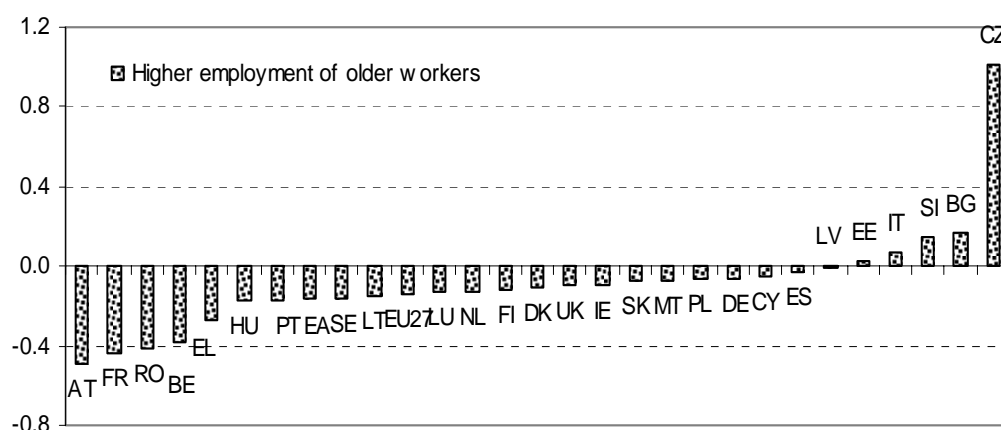 1.2
CZ
Higher employment of older workers
0.8
0.4
LV EE IT SI BG
0.0
HU PT EA SE LT EU27 LU NL FI DK UK IE SK MT PL DE CY ES
EL
-0.4
AT FR RO BE
-0.8